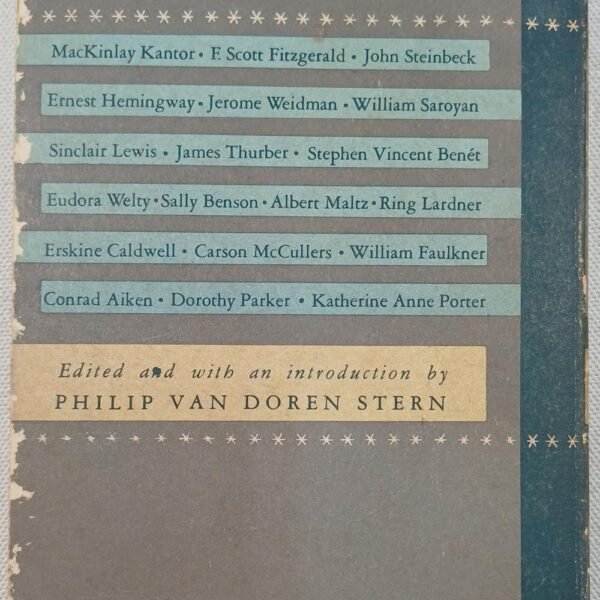 MacKinlay Kantor • F. Scott Fitzgerald • John Steinbeck
Ernest Hemingway • Jerome Weidman • William Saroyan
Sinclair Lewis • James Thurber • Stephen Vincent Benét
Eudora Welty • Sally Benson • Albert Maltz • Ring Lardner
Erskine Caldwell • Carson McCullers • William Faulkner
Conrad Aiken • Dorothy Parker • Katherine Anne Porter
Edited and with an introduction by
PHILIP VAN DOREN STERN